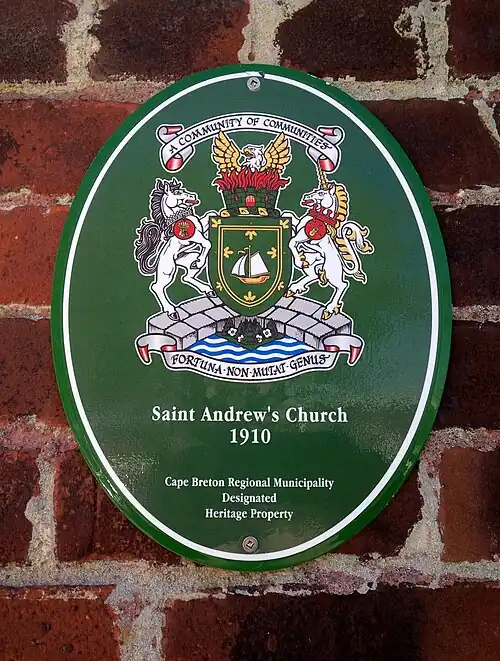 A COMMUNITY OF COMMUNITIES
FORTUNA·NON·MUTAT·GENUS
Saint Andrew's Church
1910
Cape Breton Regional Municipality
Designated
Heritage Property